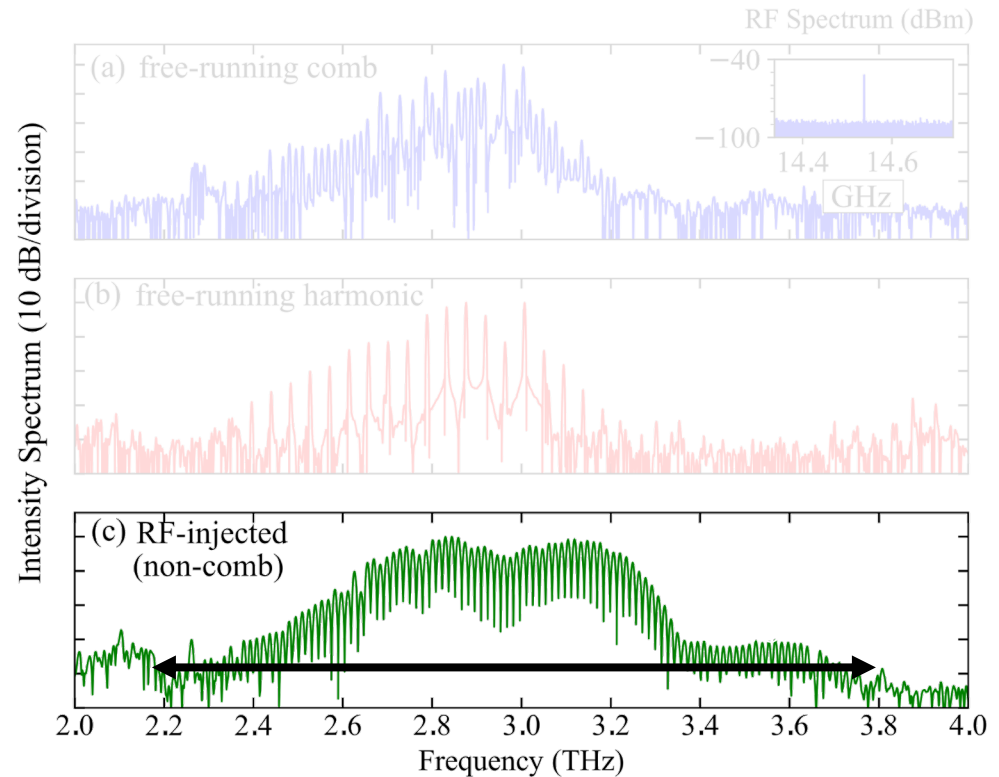 RF Spectrum (dBm)
(a) free-running comb
−40
−100
14.4 14.6
GHz
(b) free-running harmonic
Intensity Spectrum (10 dB/division)
(c) RF-injected
(non-comb)
2.0 2.2 2.4 2.6 2.8 3.0 3.2 3.4 3.6 3.8 4.0
Frequency (THz)